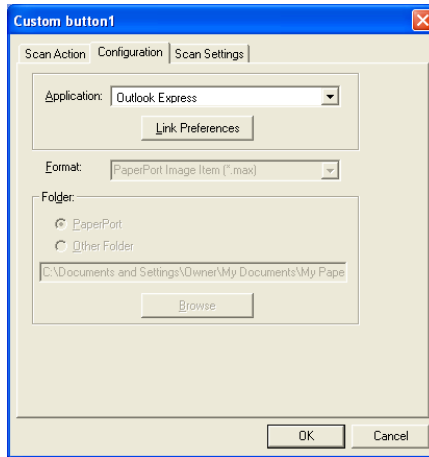 Custom button1
Scan Action Configuration Scan Settings
Application: Outlook Express
Link Preferences
Format: PaperPort Image Item (*.max)
Folder:
PaperPort
Other Folder
C:\Documents and Settings\Owner\My Documents\My Pape
Browse
OK Cancel